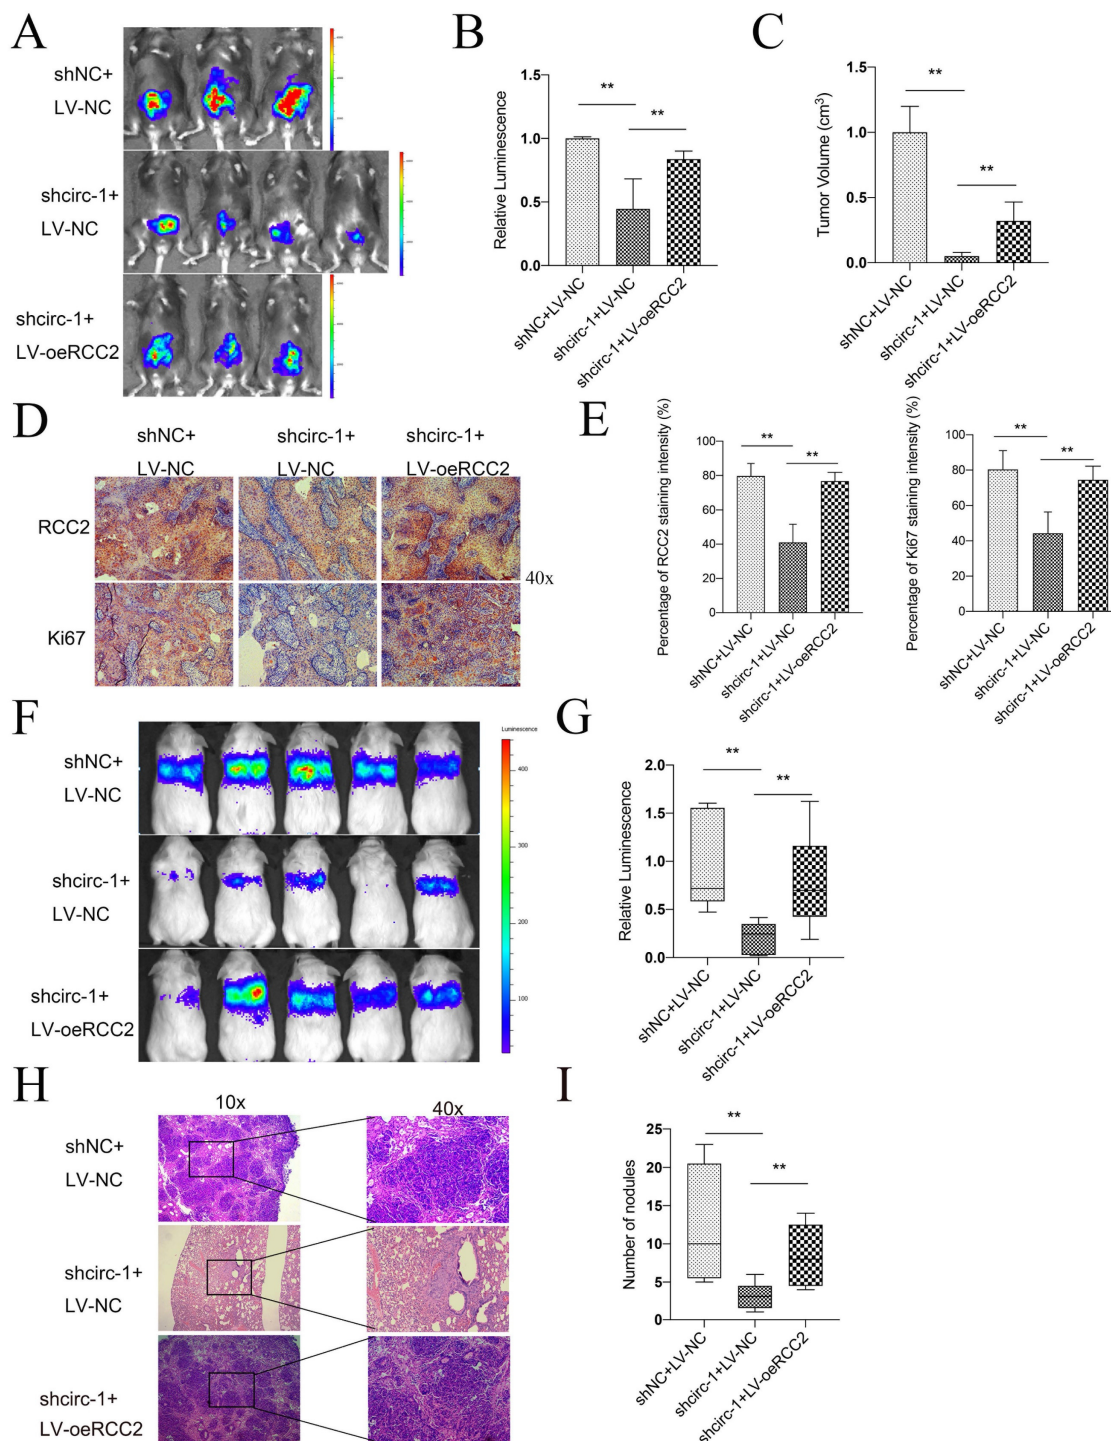 A
shNC+
LV-NC
shcirc-1+
LV-NC
shcirc-1+
LV-oeRCC2
B
Relative Luminescence
1.5
1.0
0.5
0.0
**
**
shNC+LV-NC
shcirc-1+LV-NC
shcirc-1+LV-oeRCC2
C
Tumor Volume (cm³)
1.5
1.0
0.5
0.0
**
**
shNC+LV-NC
shcirc-1+LV-NC
shcirc-1+LV-oeRCC2
D
shNC+
LV-NC
shcirc-1+
LV-NC
shcirc-1+
LV-oeRCC2
RCC2
Ki67
40x
E
Percentage of RCC2 staining intensity (%)
100
80
60
40
20
0
**
**
shNC+LV-NC
shcirc-1+LV-NC
shcirc-1+LV-oeRCC2
Percentage of Ki67 staining intensity (%)
100
80
60
40
20
0
**
**
shNC+LV-NC
shcirc-1+LV-NC
shcirc-1+LV-oeRCC2
F
shNC+
LV-NC
shcirc-1+
LV-NC
shcirc-1+
LV-oeRCC2
Luminescence
400
300
200
100
G
Relative Luminescence
2.0
1.5
1.0
0.5
0.0
**
**
shNC+LV-NC
shcirc-1+LV-NC
shcirc-1+LV-oeRCC2
H
10x
40x
shNC+
LV-NC
shcirc-1+
LV-NC
shcirc-1+
LV-oeRCC2
I
Number of nodules
25
20
15
10
5
0
**
**
shNC+LV-NC
shcirc-1+LV-NC
shcirc-1+LV-oeRCC2